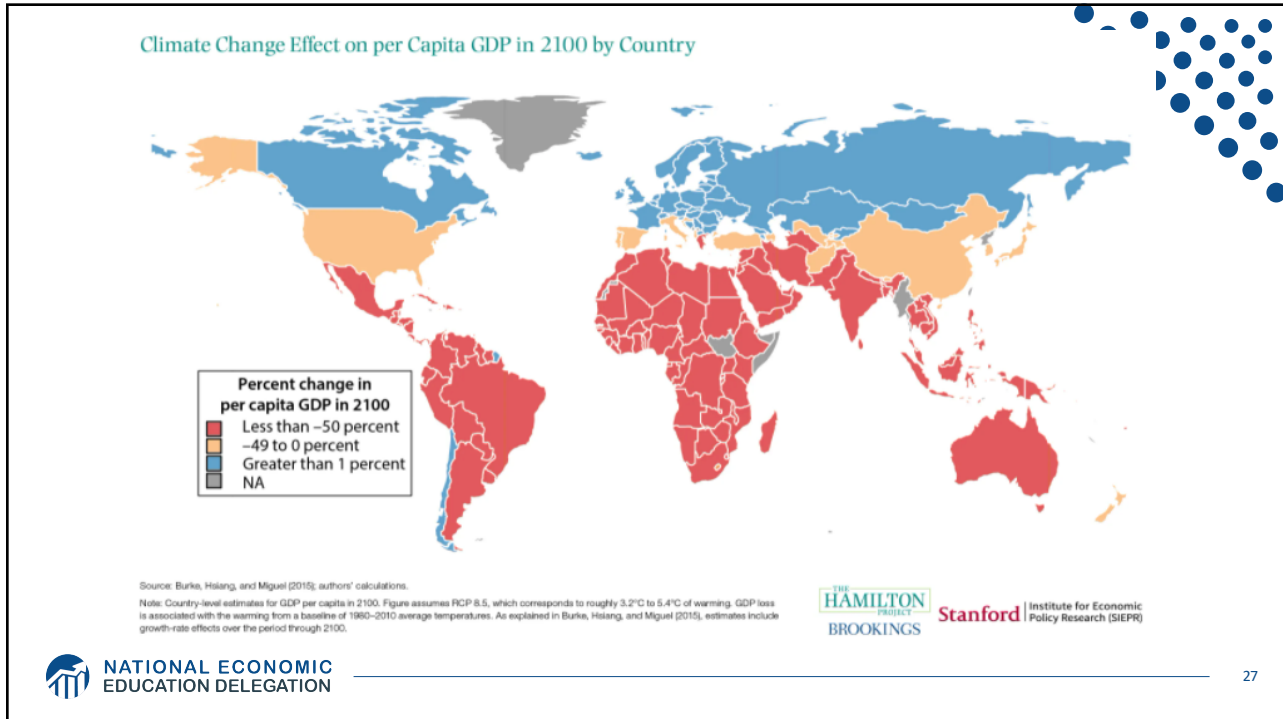 Climate Change Effect on per Capita GDP in 2100 by Country
Percent change in
per capita GDP in 2100
Less than –50 percent
–49 to 0 percent
Greater than 1 percent
NA
Source: Burke, Hsiang, and Miguel (2015); authors' calculations.
Note: Country-level estimates for GDP per capita in 2100. Figure assumes RCP 8.5, which corresponds to roughly 3.2°C to 5.4°C of warming. GDP loss
is associated with the warming from a baseline of 1980–2010 average temperatures. As explained in Burke, Hsiang, and Miguel (2015), estimates include
growth-rate effects over the period through 2100.
THE
HAMILTON
PROJECT
BROOKINGS
Stanford
Institute for Economic
Policy Research (SIEPR)
NATIONAL ECONOMIC
EDUCATION DELEGATION
27